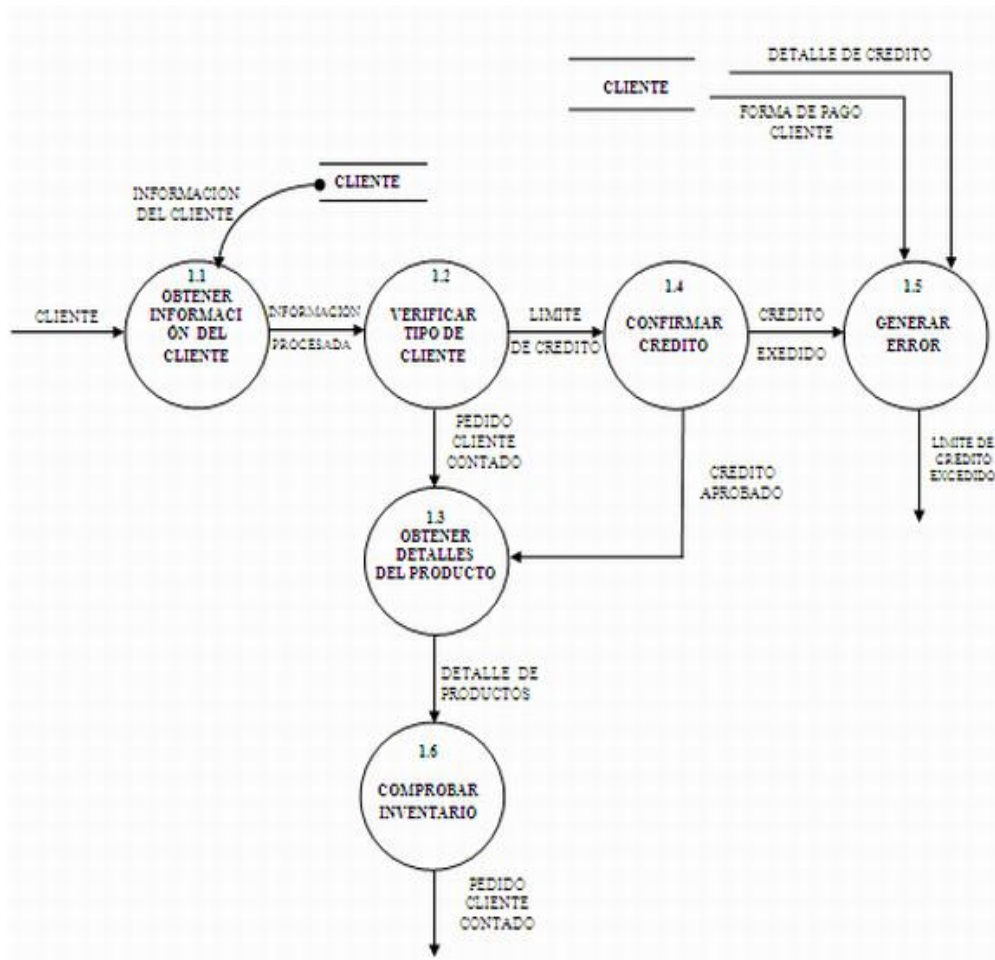 DETALLE DE CREDITO
CLIENTE
FORMA DE PAGO
CLIENTE
CLIENTE
INFORMACION
DEL CLIENTE
CLIENTE
1.1
OBTENER
INFORMACI
ÓN DEL
CLIENTE
INFORMACION
PROCESADA
1.2
VERIFICAR
TIPO DE
CLIENTE
LIMITE
DE CREDITO
1.4
CONFIRMAR
CREDITO
CREDITO
EXEDIDO
1.5
GENERAR
ERROR
PEDIDO
CLIENTE
CONTADO
CREDITO
APROBADO
LIMITE DE
CREDITO
EXCEDIDO
1.3
OBTENER
DETALLES
DEL PRODUCTO
DETALLE DE
PRODUCTOS
1.6
COMPROBAR
INVENTARIO
PEDIDO
CLIENTE
CONTADO